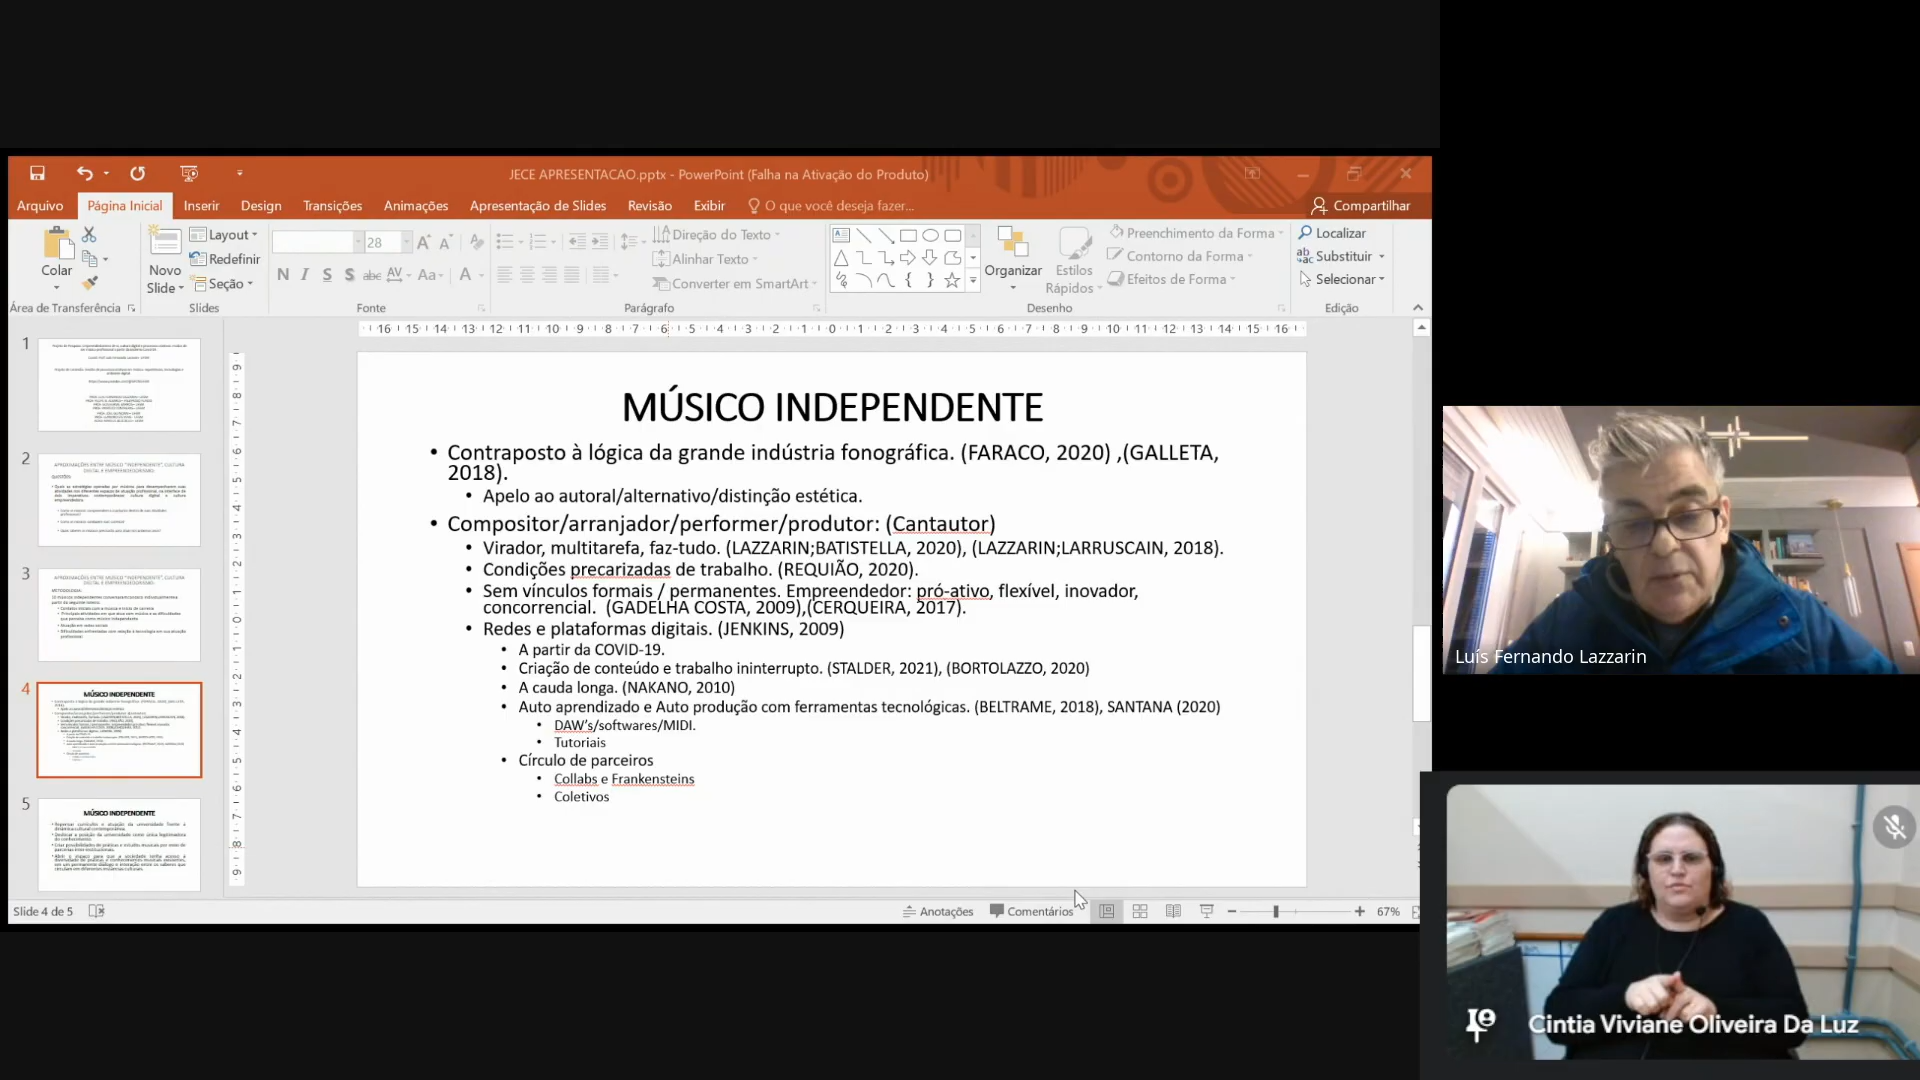 JECE APRESENTACAO.pptx - PowerPoint (Falha na Ativação do Produto)
Arquivo Página Inicial Inserir Design Transições Animações Apresentação de Slides Revisão Exibir O que você deseja fazer... Compartilhar
Colar
Novo Slide
Layout
Redefinir
Seção
28
N I S S abc AV Aa A
Direção do Texto
Alinhar Texto
Converter em SmartArt
Organizar
Estilos Rápidos
Preenchimento da Forma
Contorno da Forma
Efeitos de Forma
Localizar
Substituir
Selecionar
Área de Transferência Slides Fonte Parágrafo Desenho Edição
1
2
3
4
MÚSICO INDEPENDENTE
5
MÚSICO INDEPENDENTE
MÚSICO INDEPENDENTE
• Contraposto à lógica da grande indústria fonográfica. (FARACO, 2020) ,(GALLETA,
2018).
• Apelo ao autoral/alternativo/distinção estética.
• Compositor/arranjador/performer/produtor: (Cantautor)
• Virador, multitarefa, faz-tudo. (LAZZARIN;BATISTELLA, 2020), (LAZZARIN;LARRUSCAIN, 2018).
• Condições precarizadas de trabalho. (REQUIÃO, 2020).
• Sem vínculos formais / permanentes. Empreendedor: pró-ativo, flexível, inovador,
concorrencial. (GADELHA COSTA, 2009),(CERQUEIRA, 2017).
• Redes e plataformas digitais. (JENKINS, 2009)
• A partir da COVID-19.
• Criação de conteúdo e trabalho ininterrupto. (STALDER, 2021), (BORTOLAZZO, 2020)
• A cauda longa. (NAKANO, 2010)
• Auto aprendizado e Auto produção com ferramentas tecnológicas. (BELTRAME, 2018), SANTANA (2020)
• DAW's/softwares/MIDI.
• Tutoriais
• Círculo de parceiros
• Collabs e Frankensteins
• Coletivos
Slide 4 de 5 Anotações Comentários 67%
Luís Fernando Lazzarin
Cintia Viviane Oliveira Da Luz